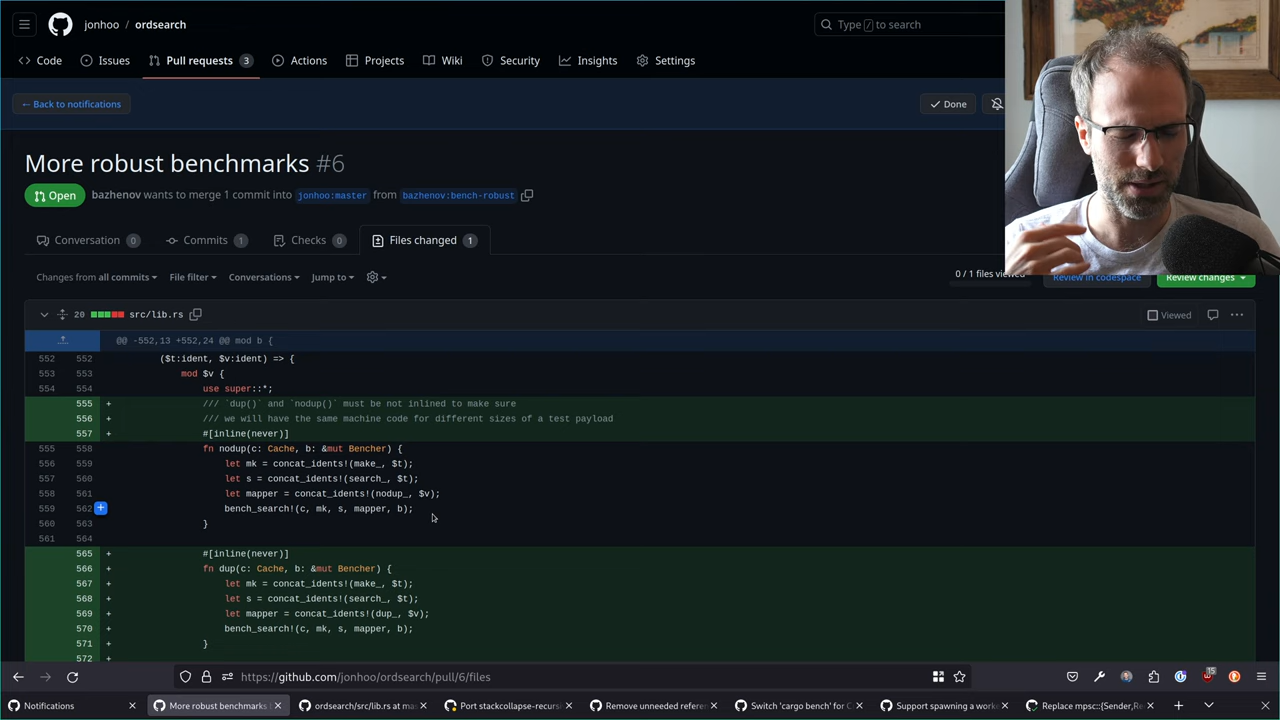 jonhoo / ordsearch
Type / to search
Code Issues Pull requests 3 Actions Projects Wiki Security Insights Settings
← Back to notifications
Done
More robust benchmarks #6
Open bazhenov wants to merge 1 commit into jonhoo:master from bazhenov:bench-robust
Conversation 0 Commits 1 Checks 0 Files changed 1
Changes from all commits File filter Conversations Jump to
0 / 1 files viewed Review in codespace Review changes
20 src/lib.rs Viewed
@@ -552,13 +552,24 @@ mod b {
552 552 ($t:ident, $v:ident) => {
553 553 mod $v {
554 554 use super::*;
555 + /// `dup()` and `nodup()` must be not inlined to make sure
556 + /// we will have the same machine code for different sizes of a test payload
557 + #[inline(never)]
555 558 fn nodup(c: Cache, b: &mut Bencher) {
556 559 let mk = concat_idents!(make_, $t);
557 560 let s = concat_idents!(search_, $t);
558 561 let mapper = concat_idents!(nodup_, $v);
559 562 + bench_search!(c, mk, s, mapper, b);
560 563 }
561 564
565 + #[inline(never)]
566 + fn dup(c: Cache, b: &mut Bencher) {
567 + let mk = concat_idents!(make_, $t);
568 + let s = concat_idents!(search_, $t);
569 + let mapper = concat_idents!(dup_, $v);
570 + bench_search!(c, mk, s, mapper, b);
571 + }
572 +
https://github.com/jonhoo/ordsearch/pull/6/files
15
Notifications More robust benchmarks ordsearch/src/lib.rs at mas Port stackcollapse-recurs Remove unneeded refere Switch 'cargo bench' for C Support spawning a worke Replace mpsc::{Sender,Re